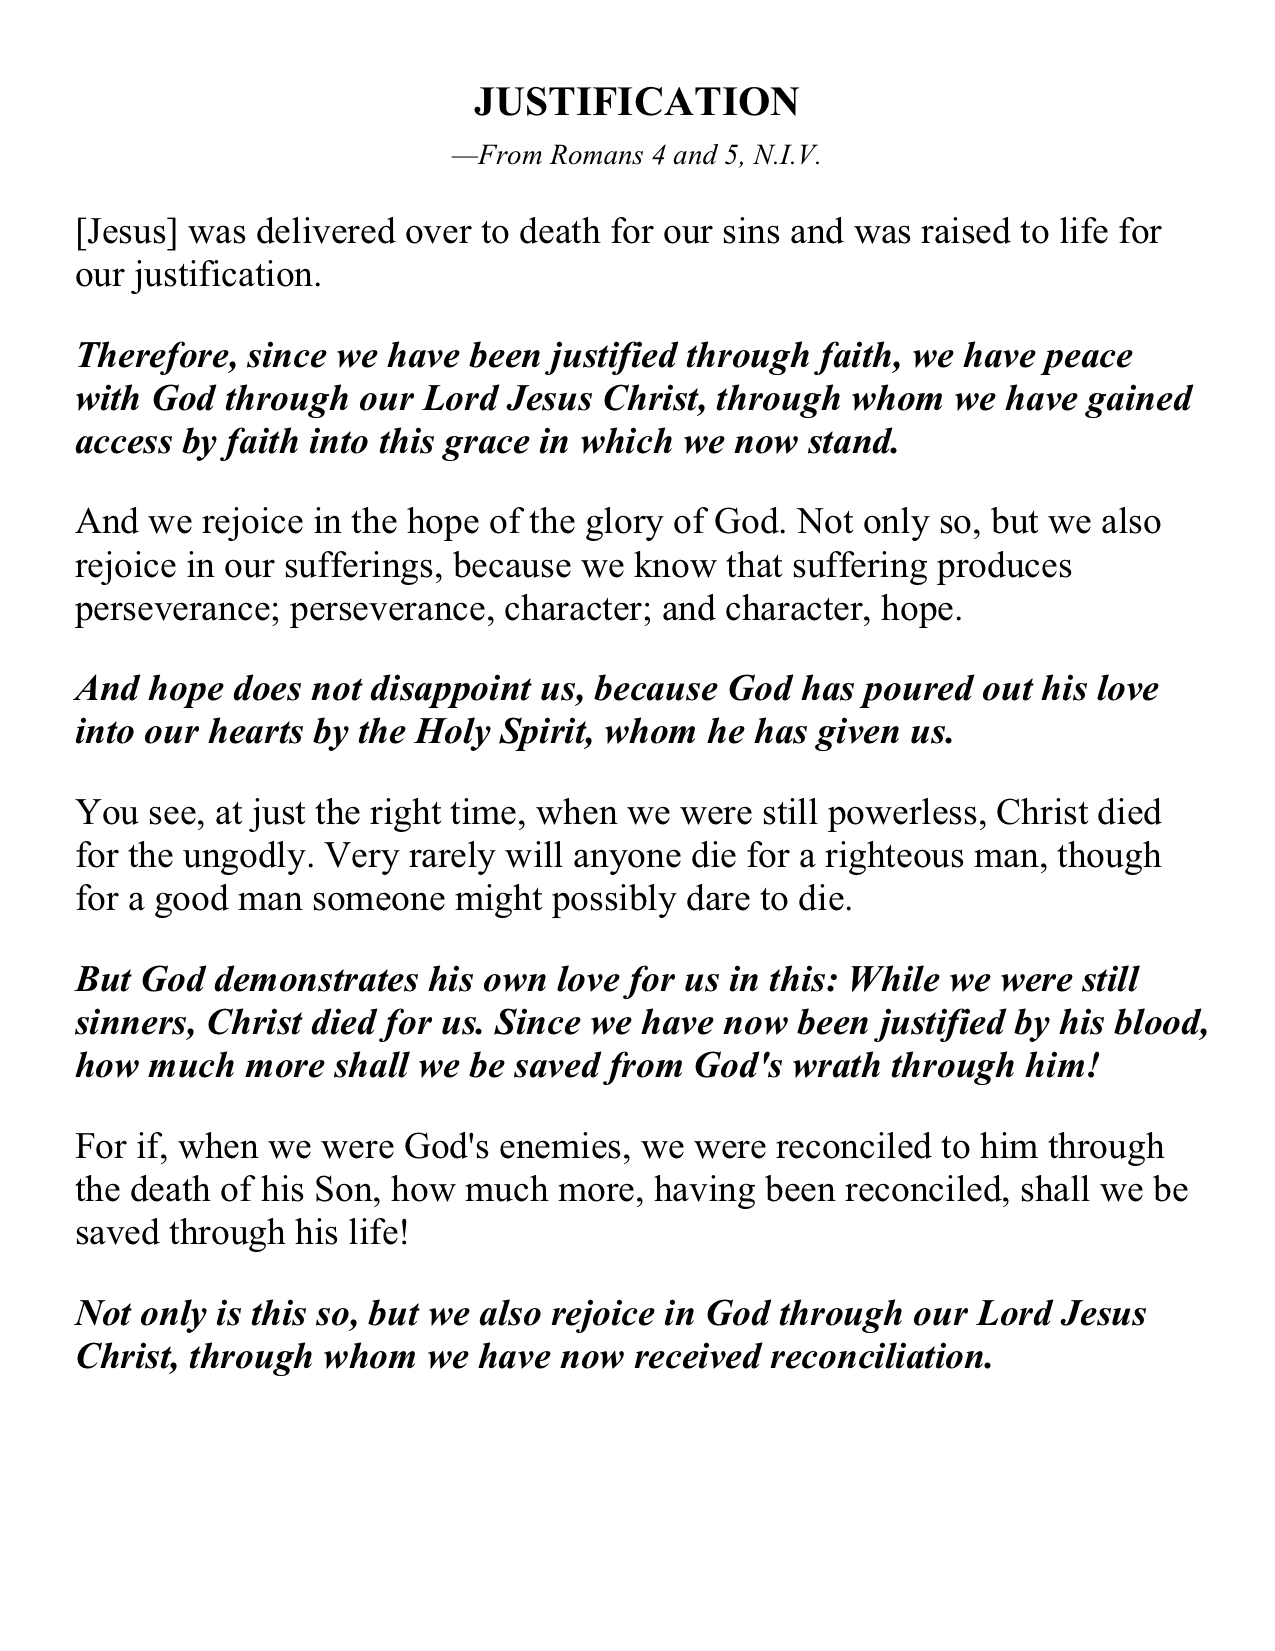 JUSTIFICATION
—From Romans 4 and 5, N.I.V.
[Jesus] was delivered over to death for our sins and was raised to life for
our justification.
Therefore, since we have been justified through faith, we have peace
with God through our Lord Jesus Christ, through whom we have gained
access by faith into this grace in which we now stand.
And we rejoice in the hope of the glory of God. Not only so, but we also
rejoice in our sufferings, because we know that suffering produces
perseverance; perseverance, character; and character, hope.
And hope does not disappoint us, because God has poured out his love
into our hearts by the Holy Spirit, whom he has given us.
You see, at just the right time, when we were still powerless, Christ died
for the ungodly. Very rarely will anyone die for a righteous man, though
for a good man someone might possibly dare to die.
But God demonstrates his own love for us in this: While we were still
sinners, Christ died for us. Since we have now been justified by his blood,
how much more shall we be saved from God's wrath through him!
For if, when we were God's enemies, we were reconciled to him through
the death of his Son, how much more, having been reconciled, shall we be
saved through his life!
Not only is this so, but we also rejoice in God through our Lord Jesus
Christ, through whom we have now received reconciliation.